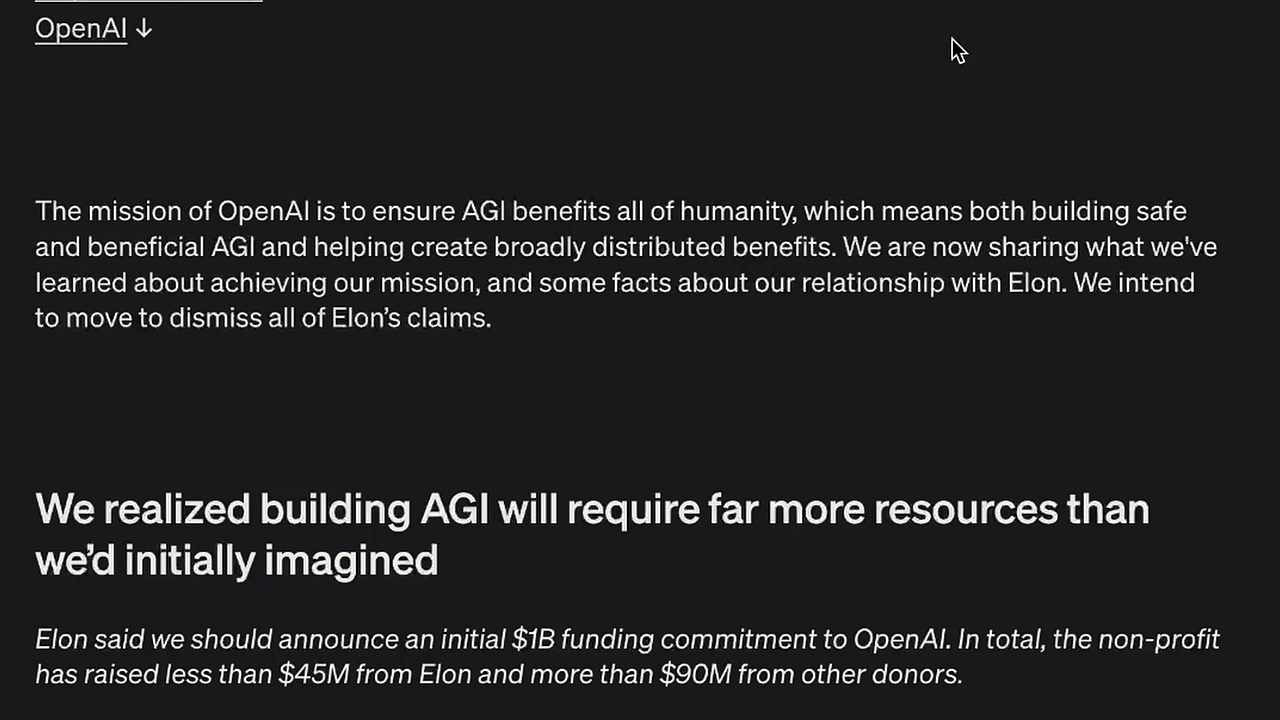 OpenAI ↓
The mission of OpenAI is to ensure AGI benefits all of humanity, which means both building safe
and beneficial AGI and helping create broadly distributed benefits. We are now sharing what we've
learned about achieving our mission, and some facts about our relationship with Elon. We intend
to move to dismiss all of Elon’s claims.
We realized building AGI will require far more resources than
we’d initially imagined
Elon said we should announce an initial $1B funding commitment to OpenAI. In total, the non-profit
has raised less than $45M from Elon and more than $90M from other donors.